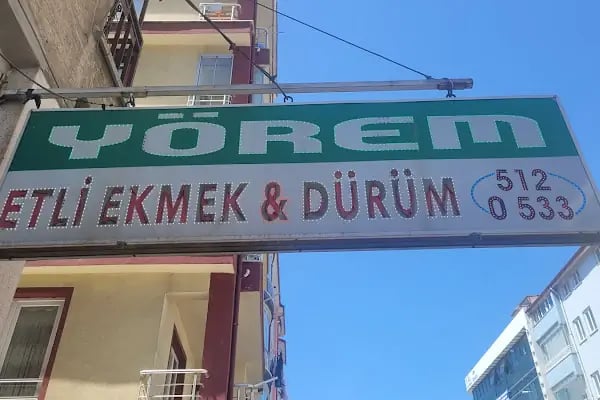 YÖREM
ETLİ EKMEK & DÜRÜM
512
0 533